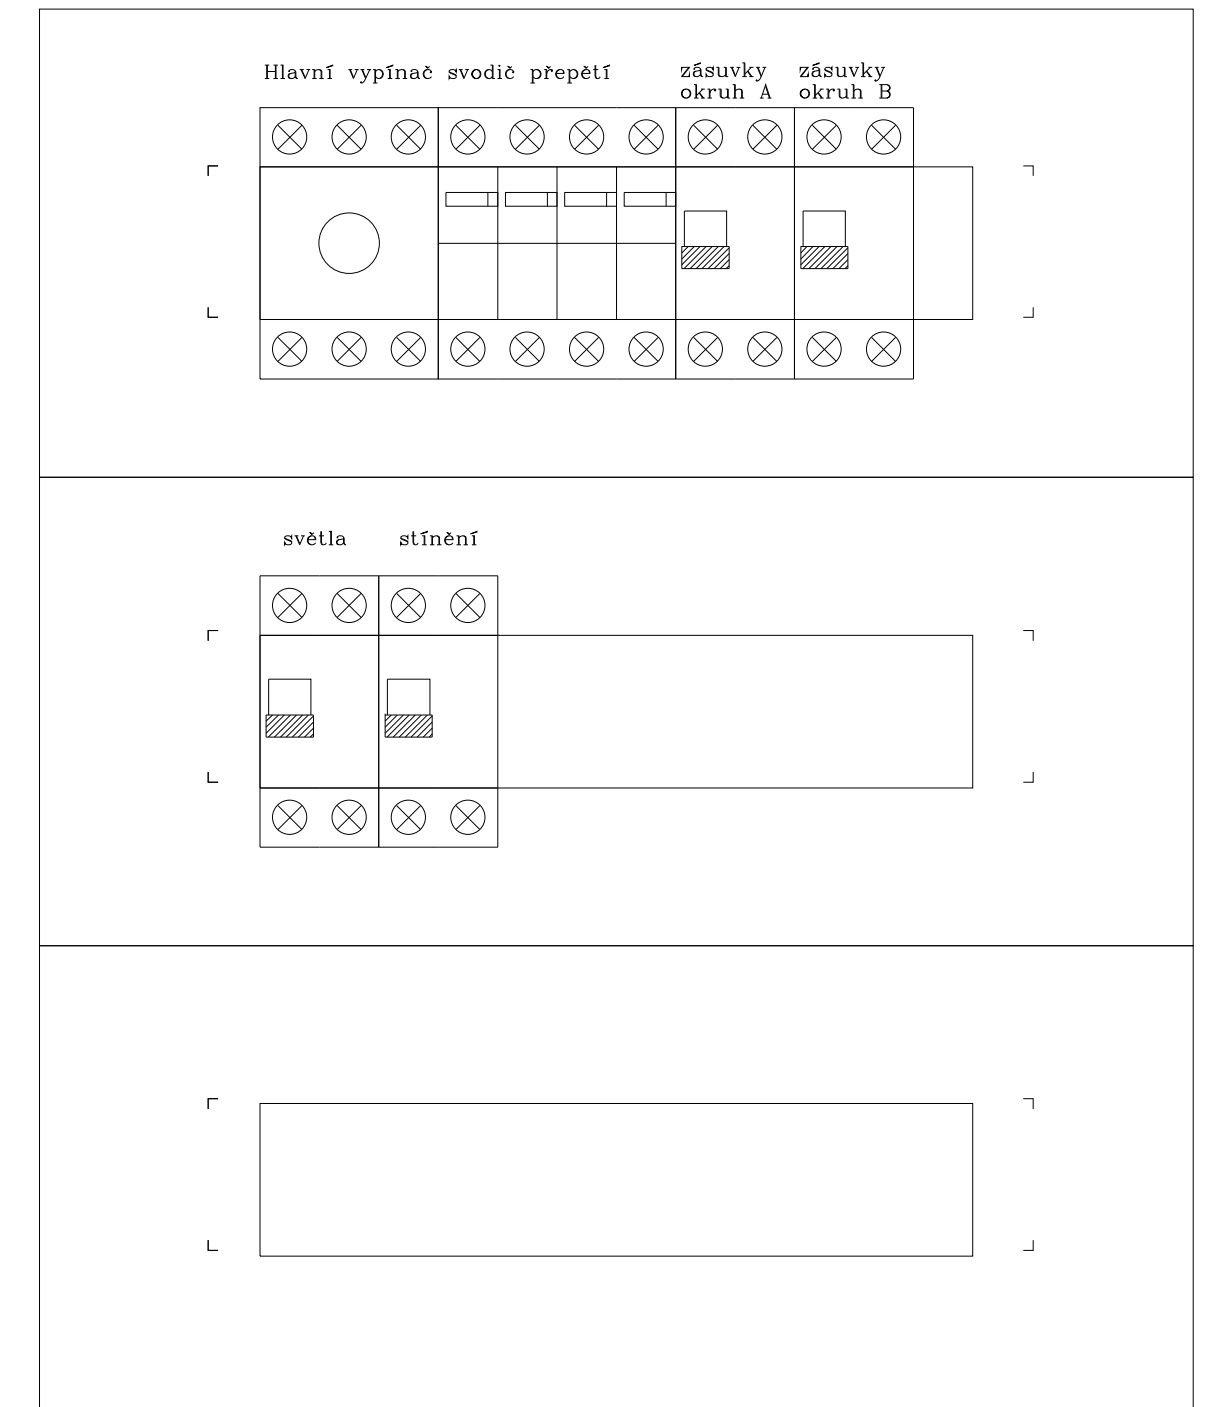 Hlavní vypínač svodič přepětí
zásuvky
okruh A
zásuvky
okruh B
světla
stínění